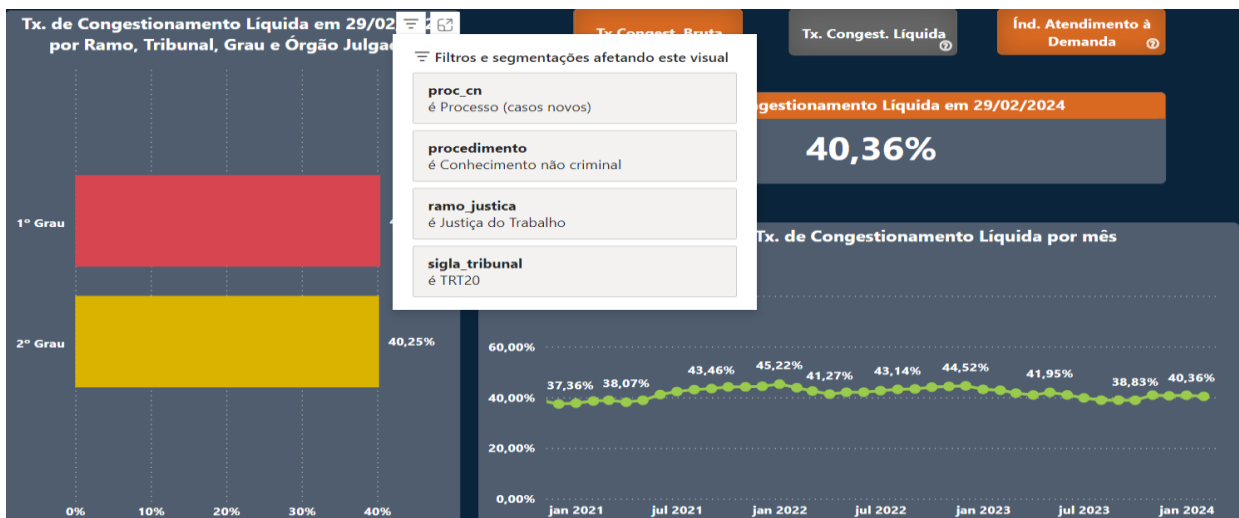 Tx. de Congestionamento Líquida em 29/02
por Ramo, Tribunal, Grau e Órgão
1º Grau
2º Grau
40,25%
0% 10% 20% 30% 40%
Filtros e segmentações afetando este visual
proc_cn
é Processo (casos novos)
procedimento
é Conhecimento não criminal
ramo_justica
é Justiça do Trabalho
sigla_tribunal
é TRT20
Tx. Congest. Líquida
Índ. Atendimento à
Demanda
Líquida em 29/02/2024
40,36%
Tx. de Congestionamento Líquida por mês
60,00%
40,00%
20,00%
0,00%
37,36% 38,07% 43,46% 45,22% 41,27% 43,14% 44,52% 41,95% 38,83% 40,36%
jan 2021 jul 2021 jan 2022 jul 2022 jan 2023 jul 2023 jan 2024